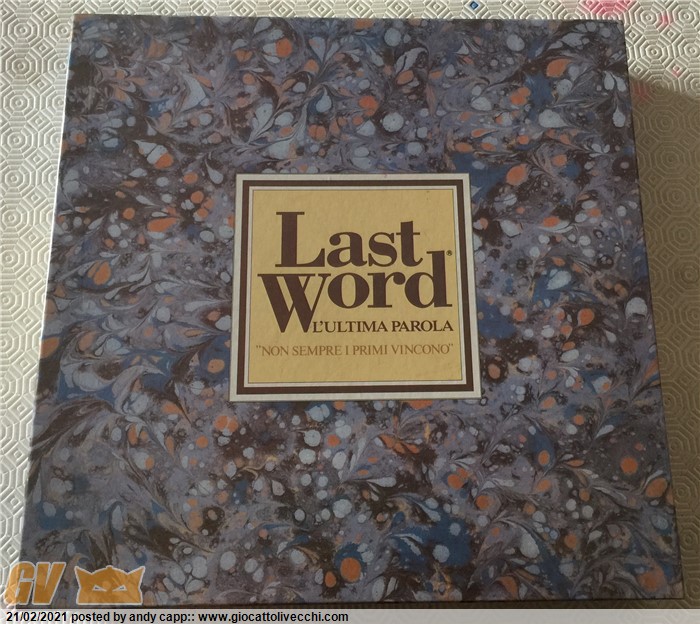 Last
Word®
L'ULTIMA PAROLA
"NON SEMPRE I PRIMI VINCONO"
GV
21/02/2021 posted by andy capp:: www.giocattolivecchi.com